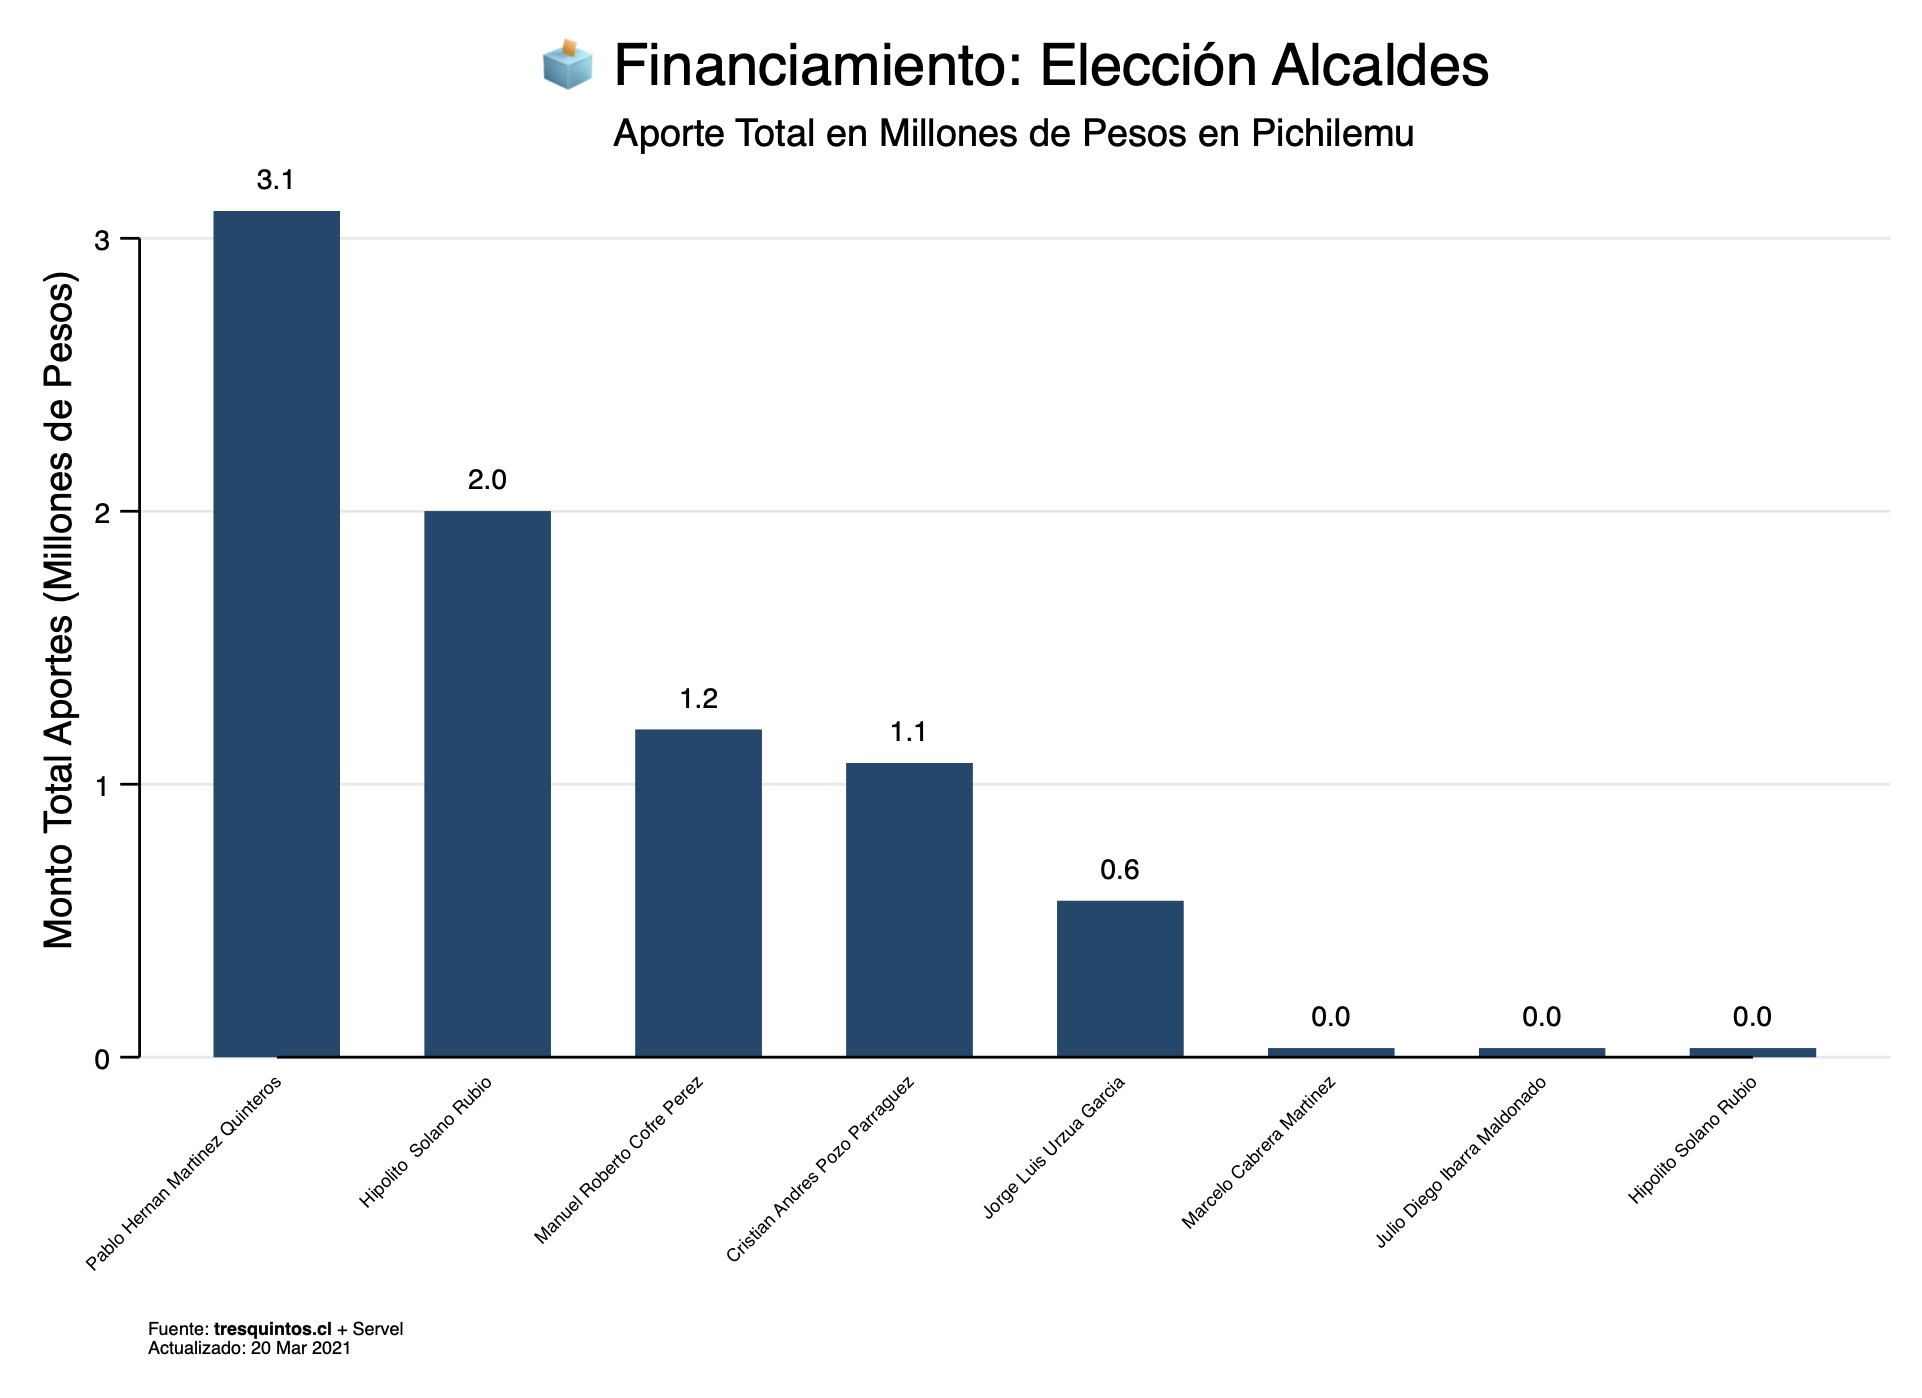 Financiamiento: Elección Alcaldes
Aporte Total en Millones de Pesos en Pichilemu
Monto Total Aportes (Millones de Pesos)
3
2
1
0
3.1
2.0
1.2
1.1
0.6
0.0
0.0
0.0
Pablo Hernan Martinez Quinteros
Hipolito  Solano Rubio
Manuel Roberto Cofre Perez
Cristian Andres Pozo Parraguez
Jorge Luis Urzua Garcia
Marcelo Cabrera Martinez
Julio Diego Ibarra Maldonado
Hipolito Solano Rubio
Fuente: tresquintos.cl + Servel
Actualizado: 20 Mar 2021